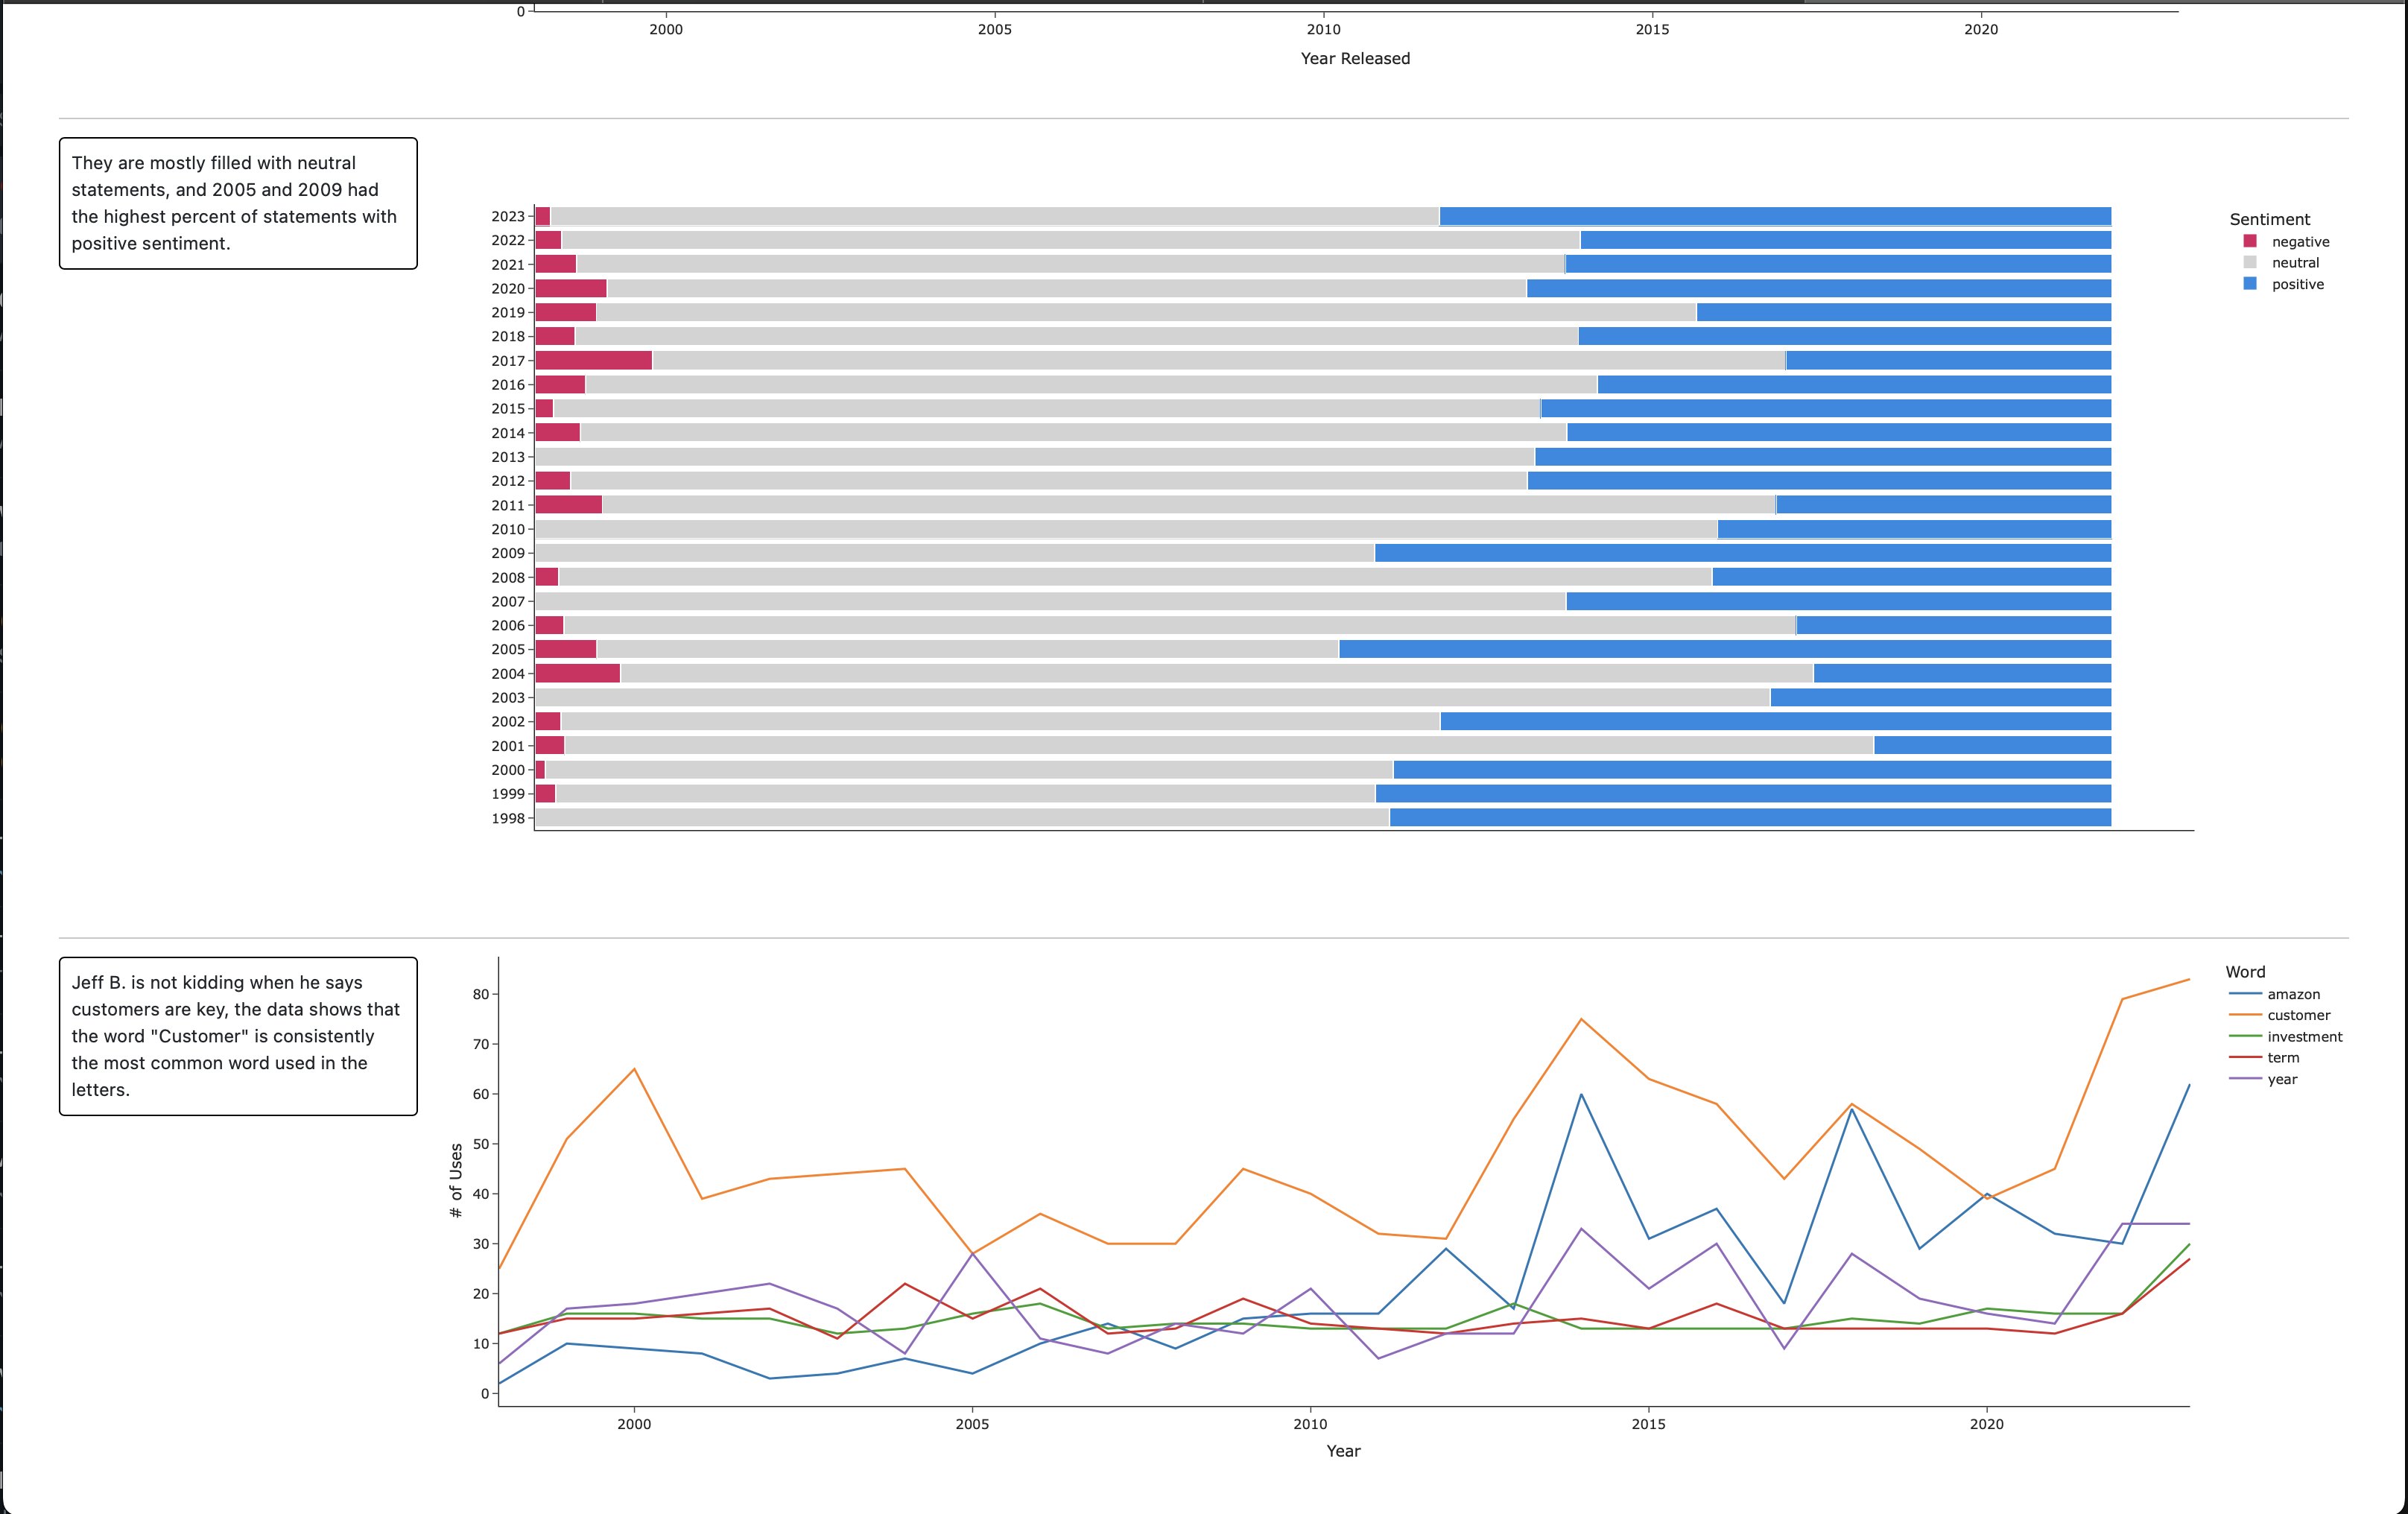 0
2000 2005 2010 2015 2020
Year Released
They are mostly filled with neutral
statements, and 2005 and 2009 had
the highest percent of statements with
positive sentiment.
2023
2022
2021
2020
2019
2018
2017
2016
2015
2014
2013
2012
2011
2010
2009
2008
2007
2006
2005
2004
2003
2002
2001
2000
1999
1998
Sentiment
negative
neutral
positive
Jeff B. is not kidding when he says
customers are key, the data shows that
the word "Customer" is consistently
the most common word used in the
letters.
# of Uses
80
70
60
50
40
30
20
10
0
2000 2005 2010 2015 2020
Year
Word
amazon
customer
investment
term
year